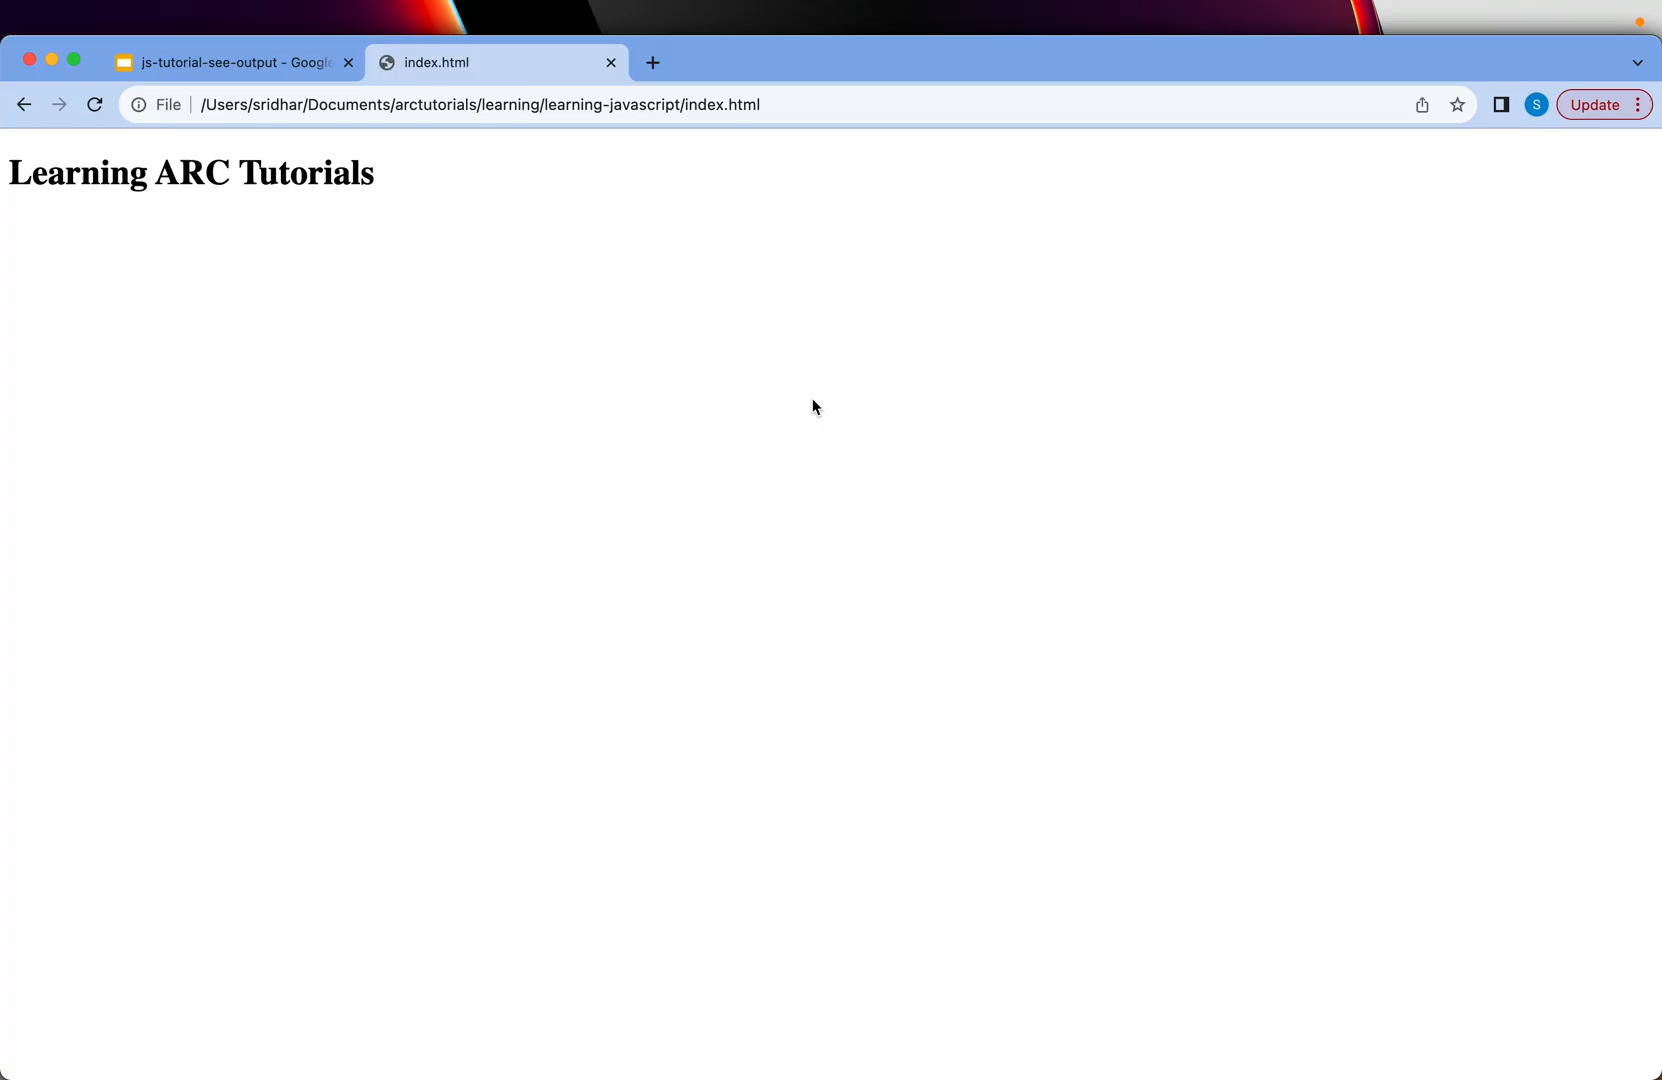 js-tutorial-see-output - Google
index.html
File
/Users/sridhar/Documents/arctutorials/learning/learning-javascript/index.html
S
Update
Learning ARC Tutorials